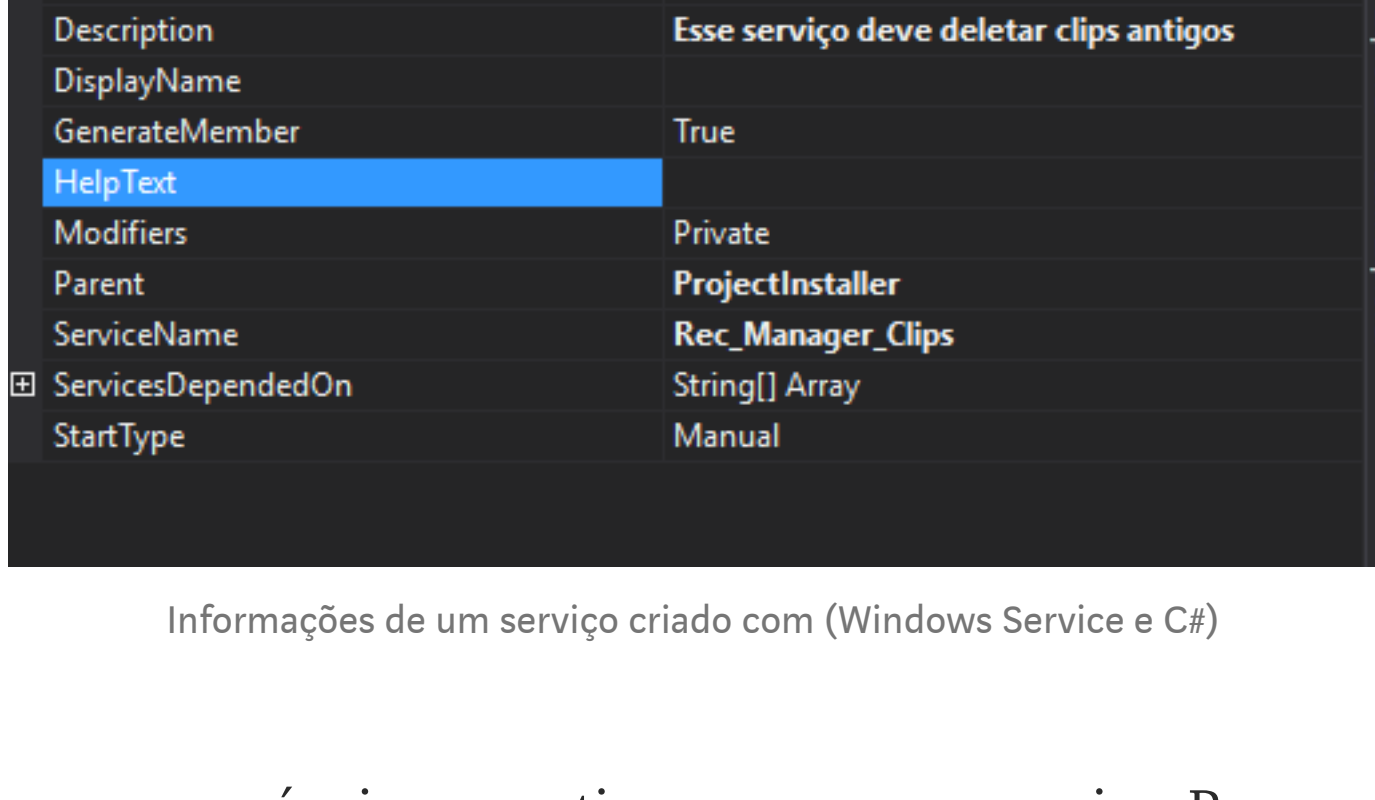 Description Esse serviço deve deletar clips antigos
DisplayName
GenerateMember True
HelpText
Modifiers Private
Parent ProjectInstaller
ServiceName Rec_Manager_Clips
ServicesDependedOn String[] Array
StartType Manual
Informações de um serviço criado com (Windows Service e C#)